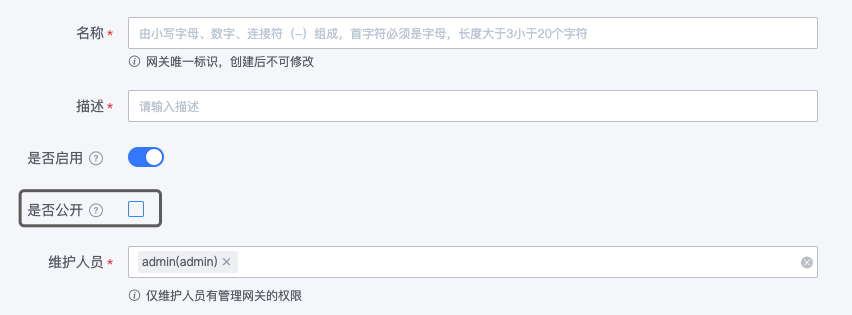 名称 * 由小写字母、数字、连接符（-）组成，首字符必须是字母，长度大于3小于20个字符
网关唯一标识，创建后不可修改
描述 * 请输入描述
是否启用
是否公开
维护人员 * admin(admin)
仅维护人员有管理网关的权限